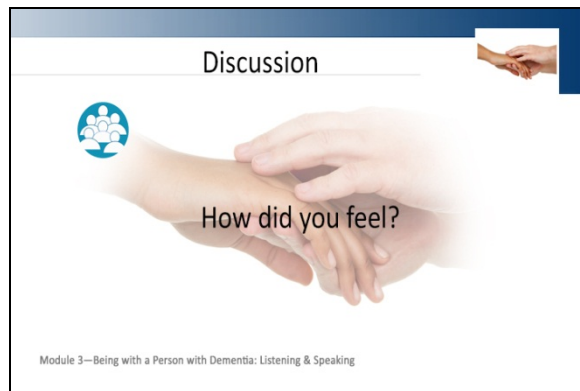 Discussion
How did you feel?
Module 3—Being with a Person with Dementia: Listening & Speaking